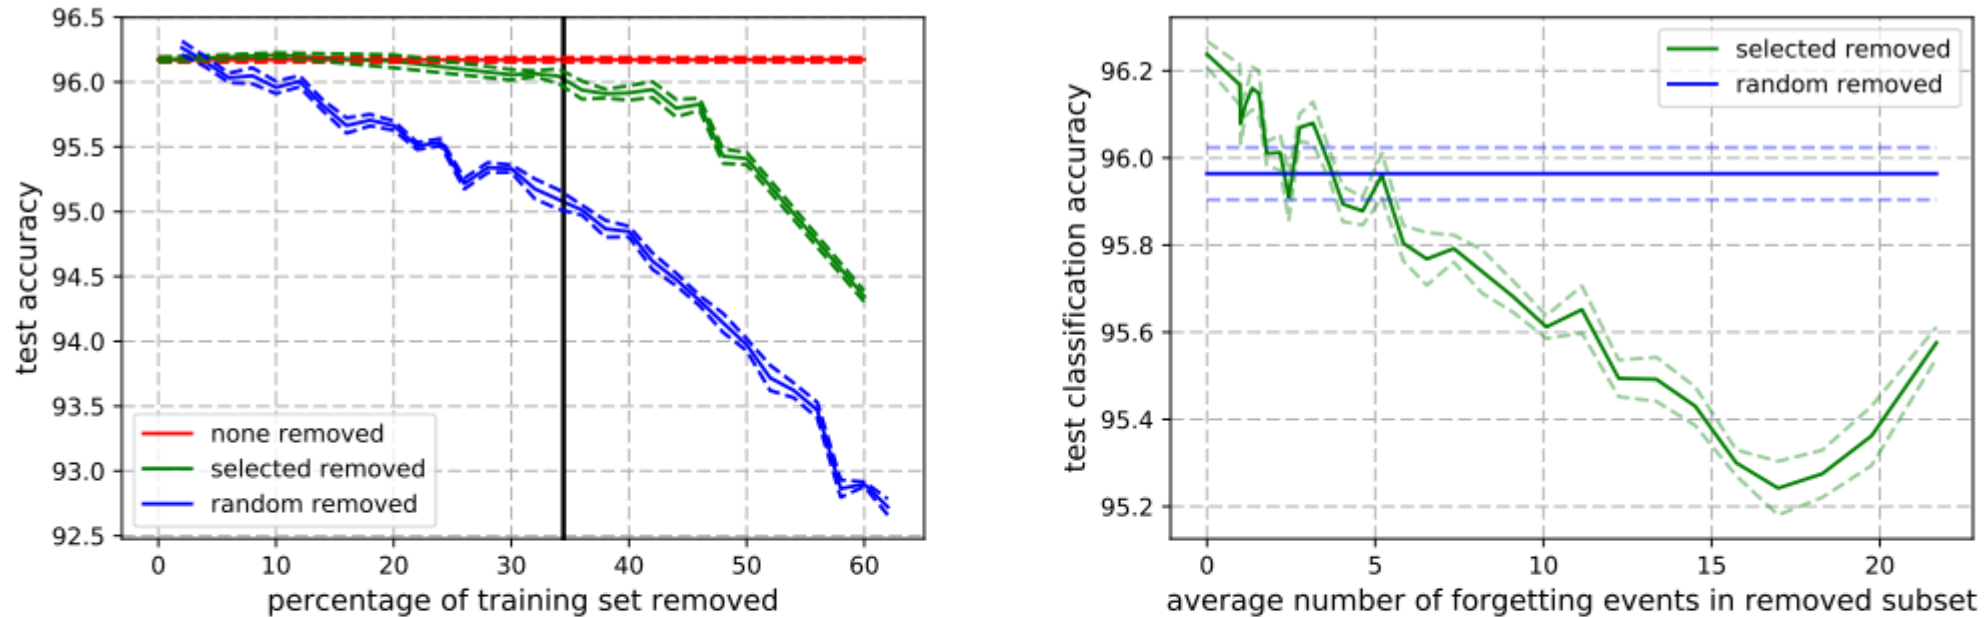 96.5
96.0
95.5
95.0
94.5
94.0
93.5
93.0
92.5
test accuracy
none removed
selected removed
random removed
0 10 20 30 40 50 60
percentage of training set removed
96.2
96.0
95.8
95.6
95.4
95.2
test classification accuracy
selected removed
random removed
0 5 10 15 20
average number of forgetting events in removed subset